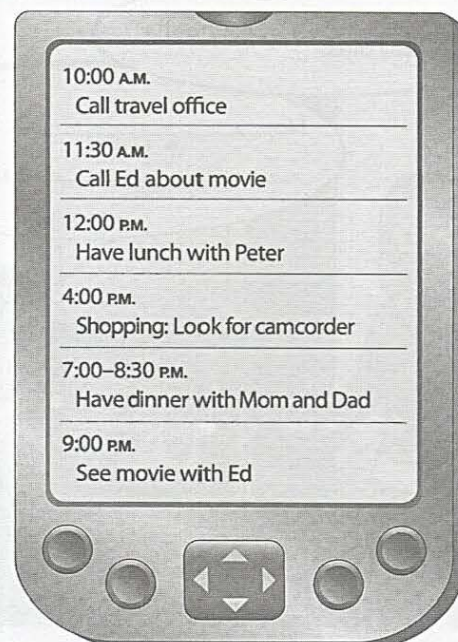 10:00 A.M.
Call travel office
11:30 A.M.
Call Ed about movie
12:00 P.M.
Have lunch with Peter
4:00 P.M.
Shopping: Look for camcorder
7:00–8:30 P.M.
Have dinner with Mom and Dad
9:00 P.M.
See movie with Ed